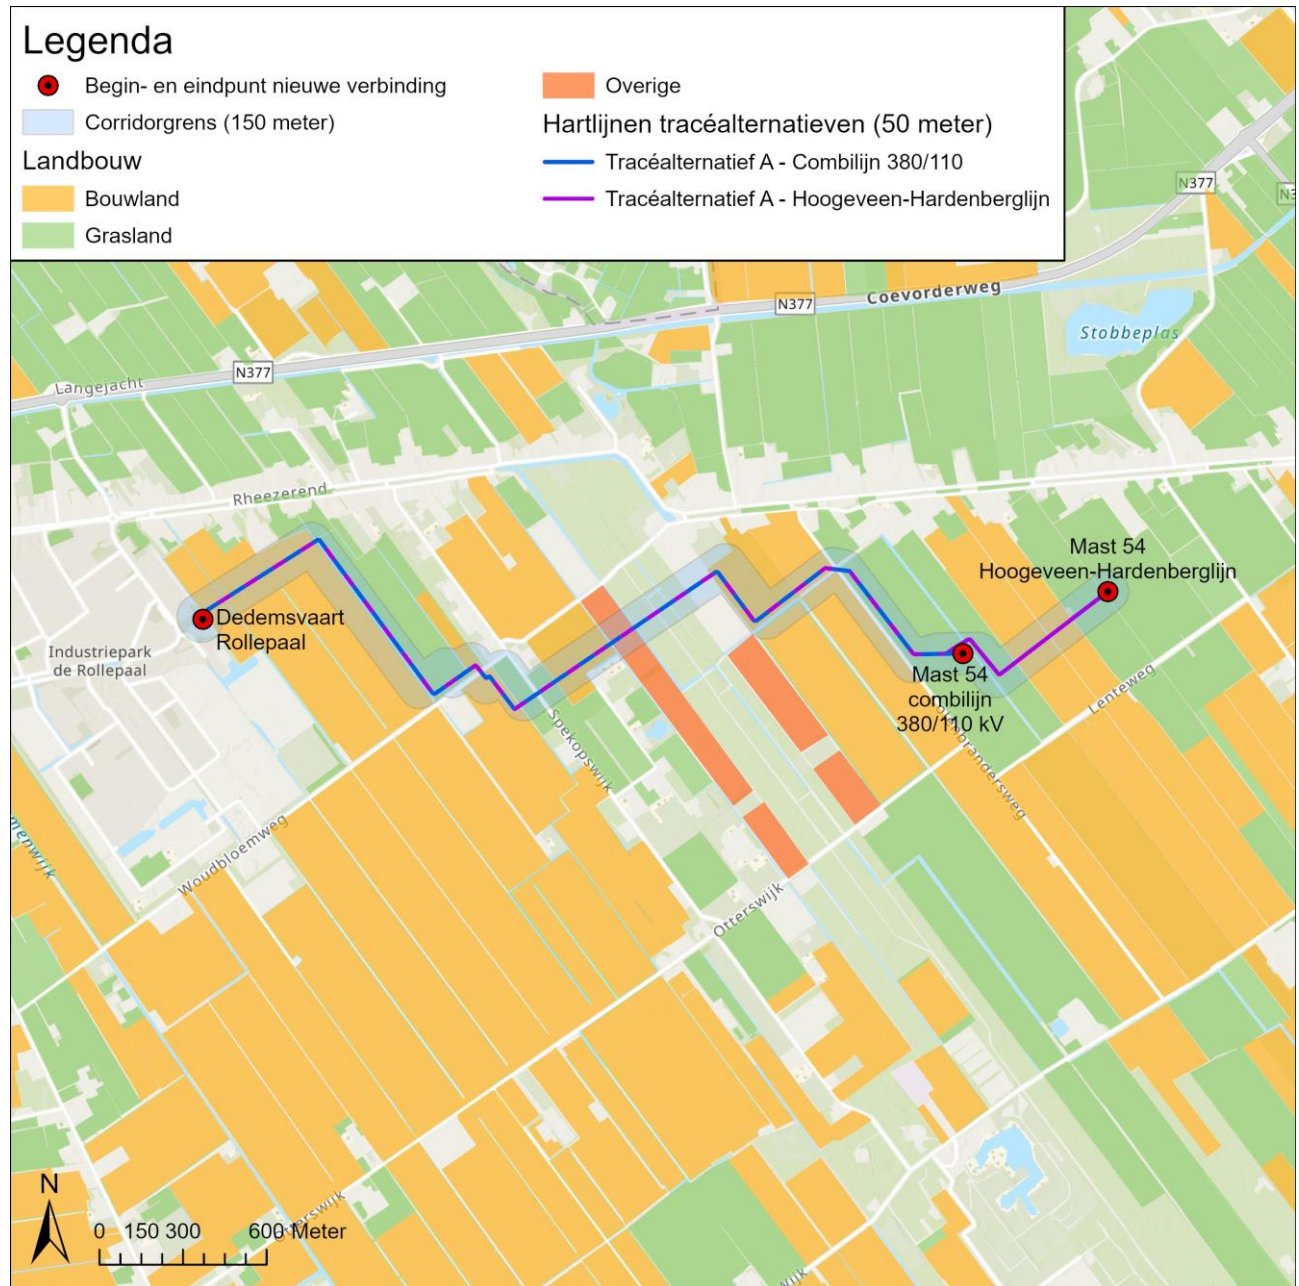 Legenda
Begin- en eindpunt nieuwe verbinding
Corridorgrens (150 meter)
Landbouw
Bouwland
Grasland
Overige
Hartlijnen tracéalternatieven (50 meter)
Tracéalternatief A - Combilijn 380/110
Tracéalternatief A - Hoogeveen-Hardenberglijn
N377
N377
Coevorderweg
Stobbeplas
N377
Langejacht
Rheezerend
Mast 54
Hoogeveen-Hardenberglijn
Dedemsvaart
Rollepaal
Industriepark
de Rollepaal
Mast 54
combilijn
380/110 kV
Lenteweg
Spekopswijk
Woudbloemweg
Otterswijk
N
0 150 300 600 Meter